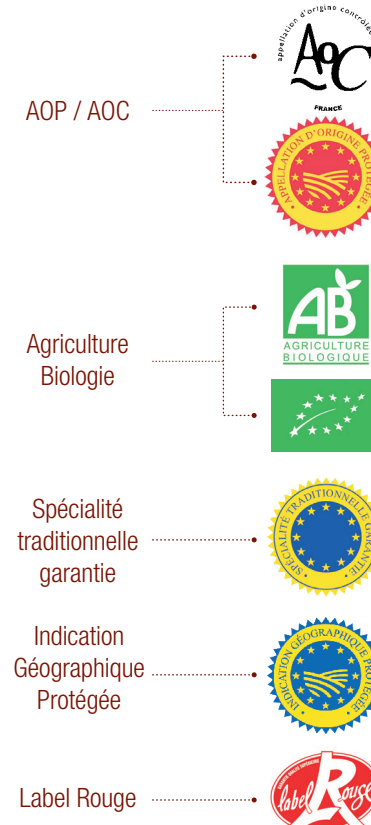 appellation d'origine contrôlée
AOC
FRANCE
AOP / AOC
APPELLATION D'ORIGINE PROTÉGÉE
AB
AGRICULTURE
BIOLOGIQUE
Agriculture
Biologie
Spécialité
traditionnelle
garantie
SPÉCIALITÉ TRADITIONNELLE GARANTIE
Indication
Géographique
Protégée
INDICATION GÉOGRAPHIQUE PROTÉGÉE
Label Rouge
label Rouge